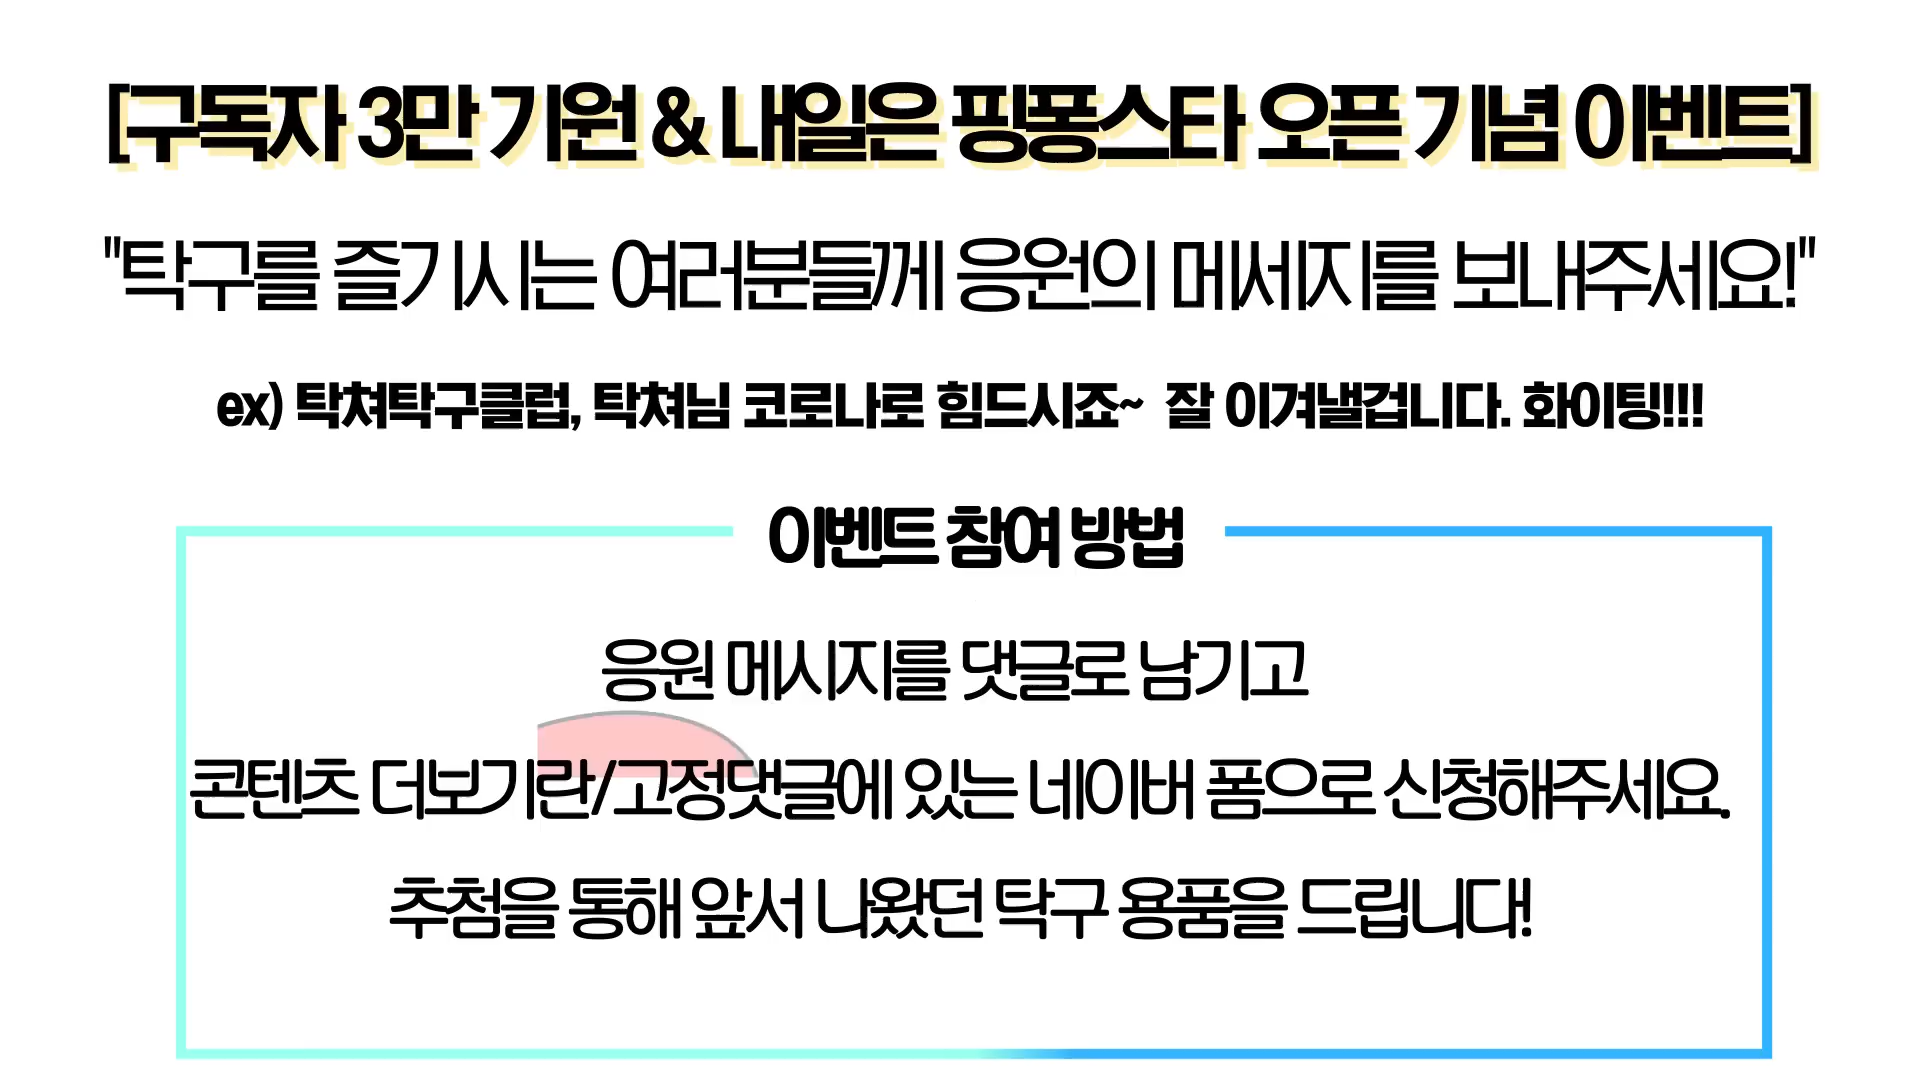 [구독자 3만 기원 & 내일은 핑퐁스타 오픈 기념 이벤트]
"탁구를 즐기시는 여러분들께 응원의 메세지를 보내주세요!"
ex) 탁쳐탁구클럽, 탁쳐님 코로나로 힘드시죠~ 잘 이겨낼겁니다. 화이팅!!!
이벤트 참여 방법
응원 메시지를 댓글로 남기고
콘텐츠 더보기란/고정댓글에 있는 네이버 폼으로 신청해주세요.
추첨을 통해 앞서 나왔던 탁구 용품을 드립니다!